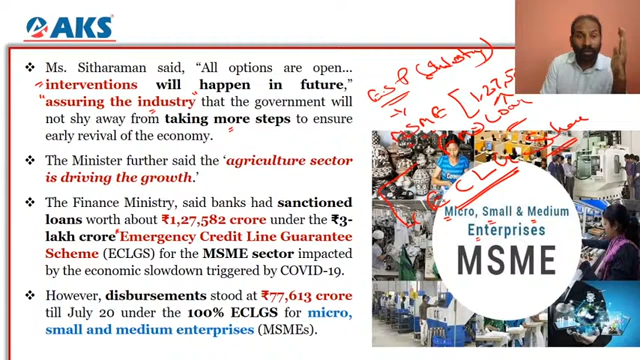 AKS
Ms. Sitharaman said, “All options are open...
interventions will happen in future,”
“assuring the industry” that the government will
not shy away from taking more steps to ensure
early revival of the economy.
The Minister further said the ‘agriculture sector
is driving the growth.’
The Finance Ministry, said banks had sanctioned
loans worth about ₹1,27,582 crore under the ₹3-
lakh crore Emergency Credit Line Guarantee
Scheme (ECLGS) for the MSME sector impacted
by the economic slowdown triggered by COVID-19.
However, disbursements stood at ₹77,613 crore
till July 20 under the 100% ECLGS for micro,
small and medium enterprises (MSMEs).
MSME
ECLG
Micro, Small & Medium
Enterprises
MSME